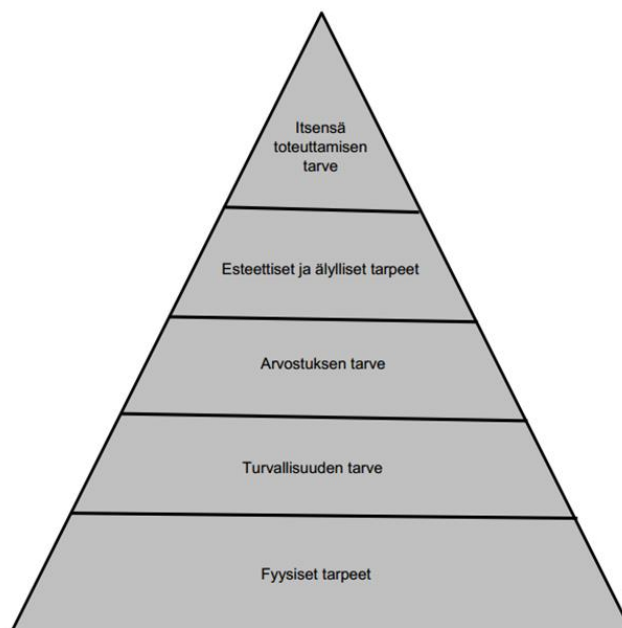 Itsensä
toteuttamisen
tarve
Esteettiset ja älylliset tarpeet
Arvostuksen tarve
Turvallisuuden tarve
Fyysiset tarpeet